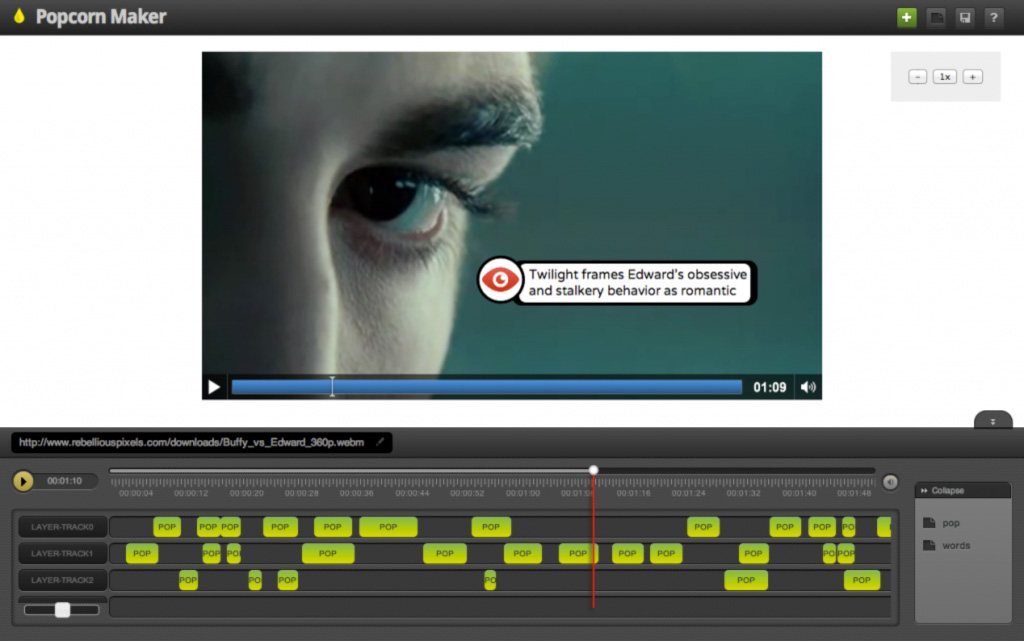 Popcorn Maker
+ ?
- 1x +
Twilight frames Edward's obsessive
and stalkery behavior as romantic
01:09
http://www.rebelliouspixels.com/downloads/Buffy_vs_Edward_360p.webm
00:01:10
00:00:04 00:00:12 00:00:20 00:00:28 00:00:36 00:00:44 00:00:52 00:01:00 00:01:16 00:01:24 00:01:32 00:01:40 00:01:48
Collapse
pop
words
LAYER-TRACK0 POP POP POP POP POP POP POP POP POP POP PO
LAYER-TRACK1 POP POP POP POP POP POP POP POP POP POP PO POP
LAYER-TRACK2 POP PO POP PO POP POP